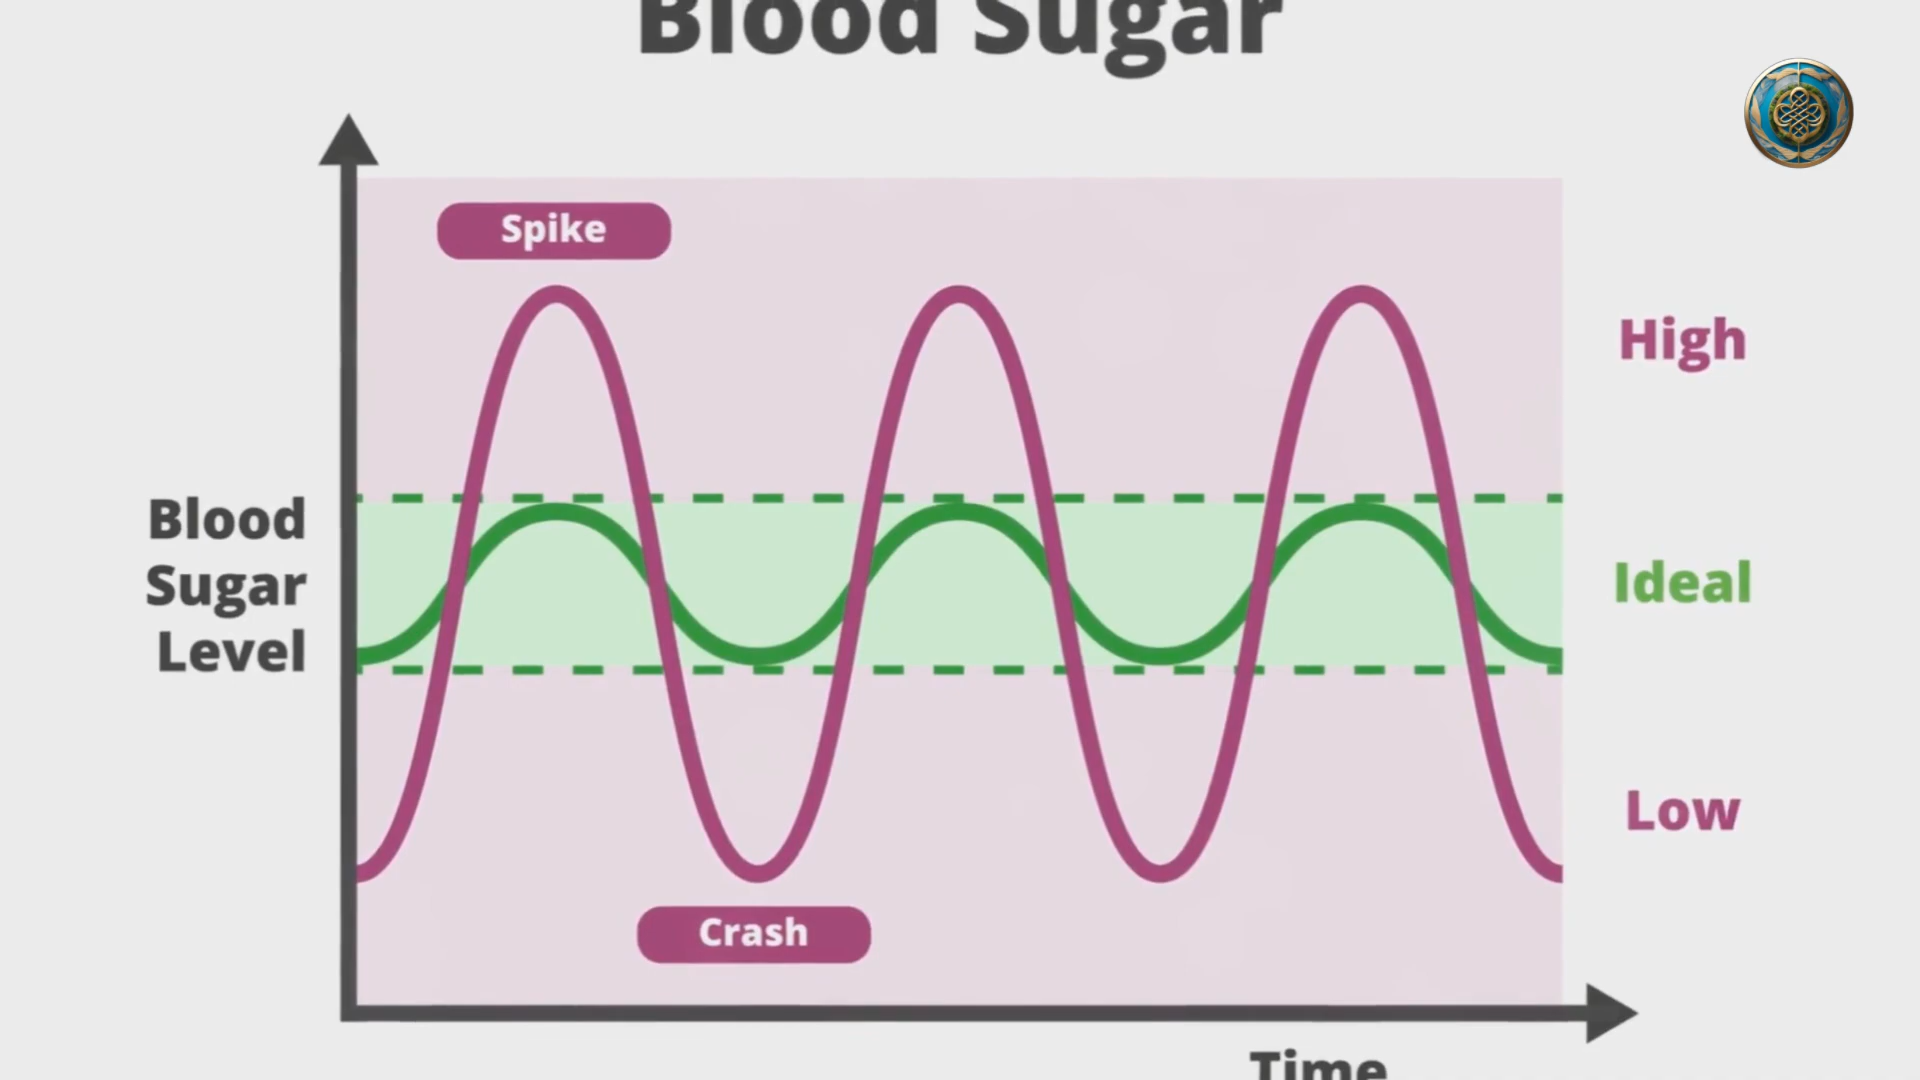 Blood Sugar
Spike
High
Blood
Sugar
Level
Ideal
Low
Crash
Time